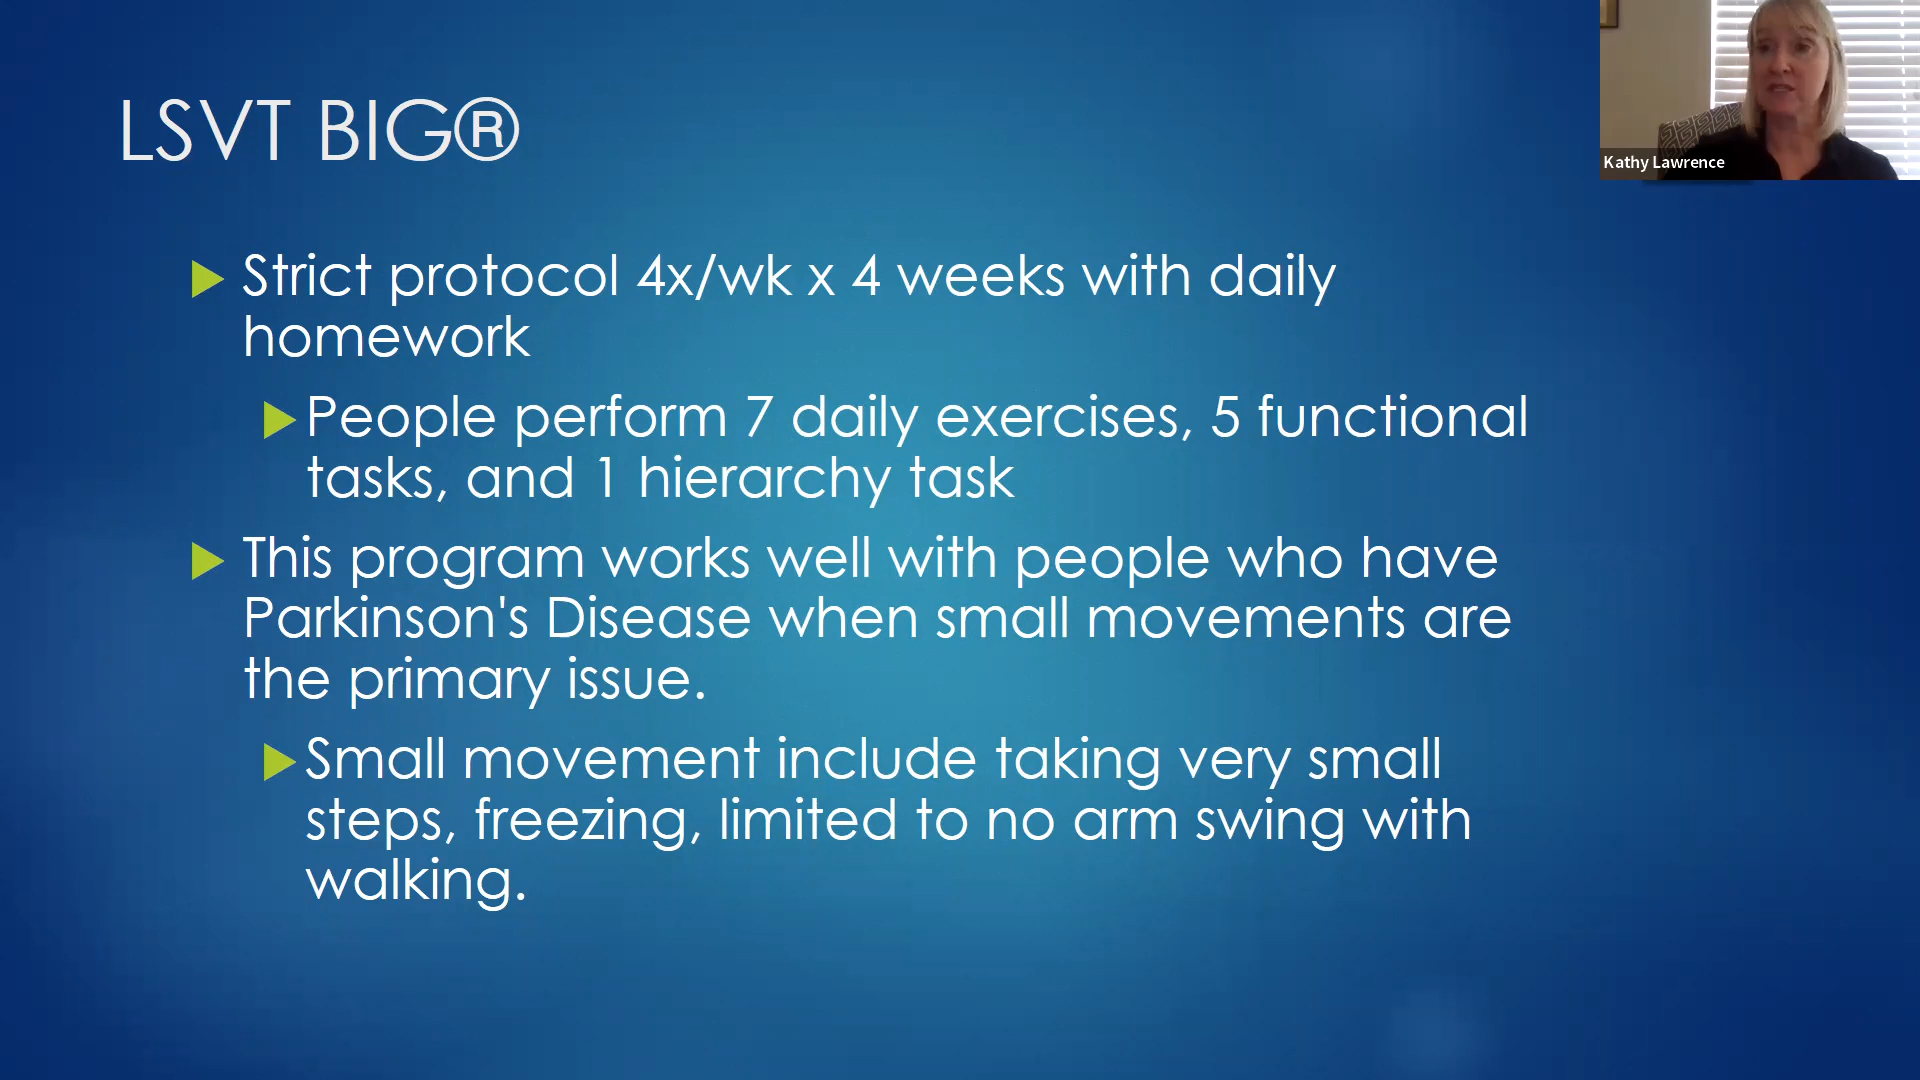 LSVT BIG®
Kathy Lawrence
Strict protocol 4x/wk x 4 weeks with daily
homework
People perform 7 daily exercises, 5 functional
tasks, and 1 hierarchy task
This program works well with people who have
Parkinson's Disease when small movements are
the primary issue.
Small movement include taking very small
steps, freezing, limited to no arm swing with
walking.